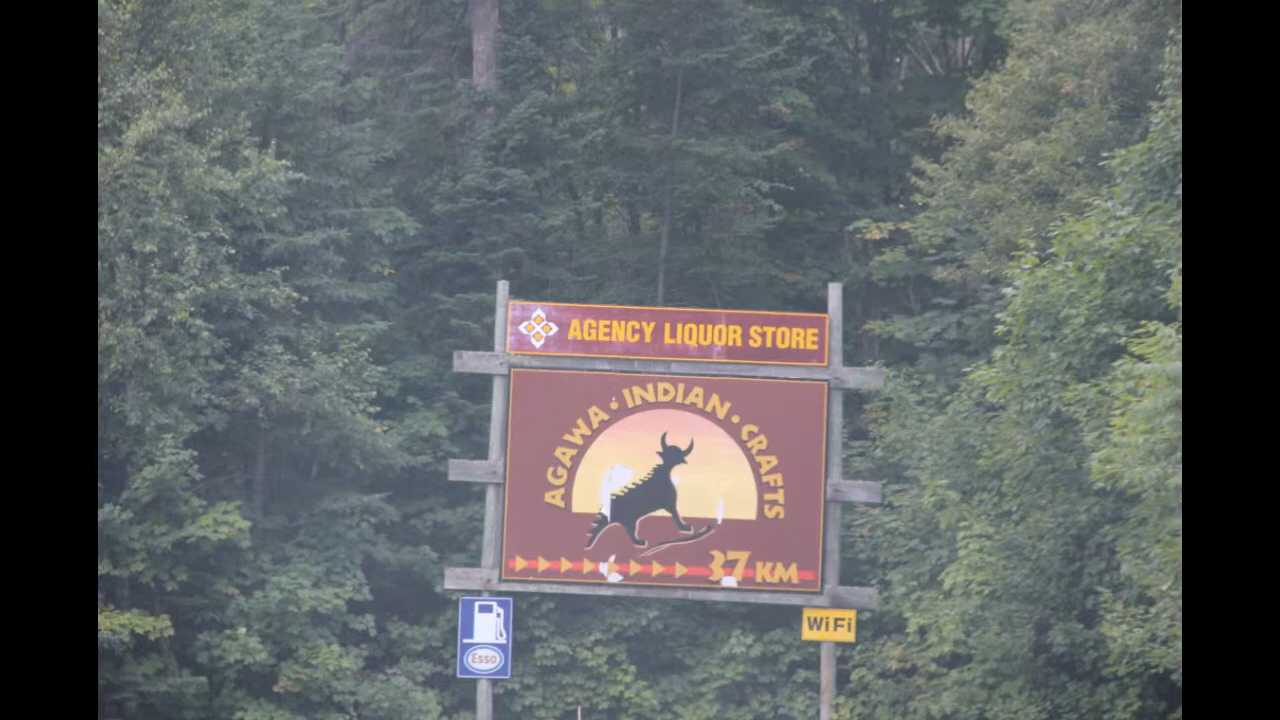 AGENCY LIQUOR STORE
AGAWA • INDIAN • CRAFTS
37 KM
Esso
WiFi